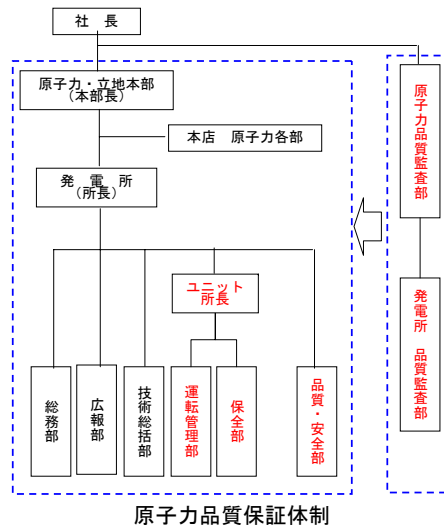 社　長
原子力・立地本部
（本部長）
本店　原子力各部
発　電　所
（所長）
ユニット
所長
総務部
広報部
技術総括部
運転管理部
保全部
品質・安全部
原子力品質監査部
発電所　品質監査部
原子力品質保証体制